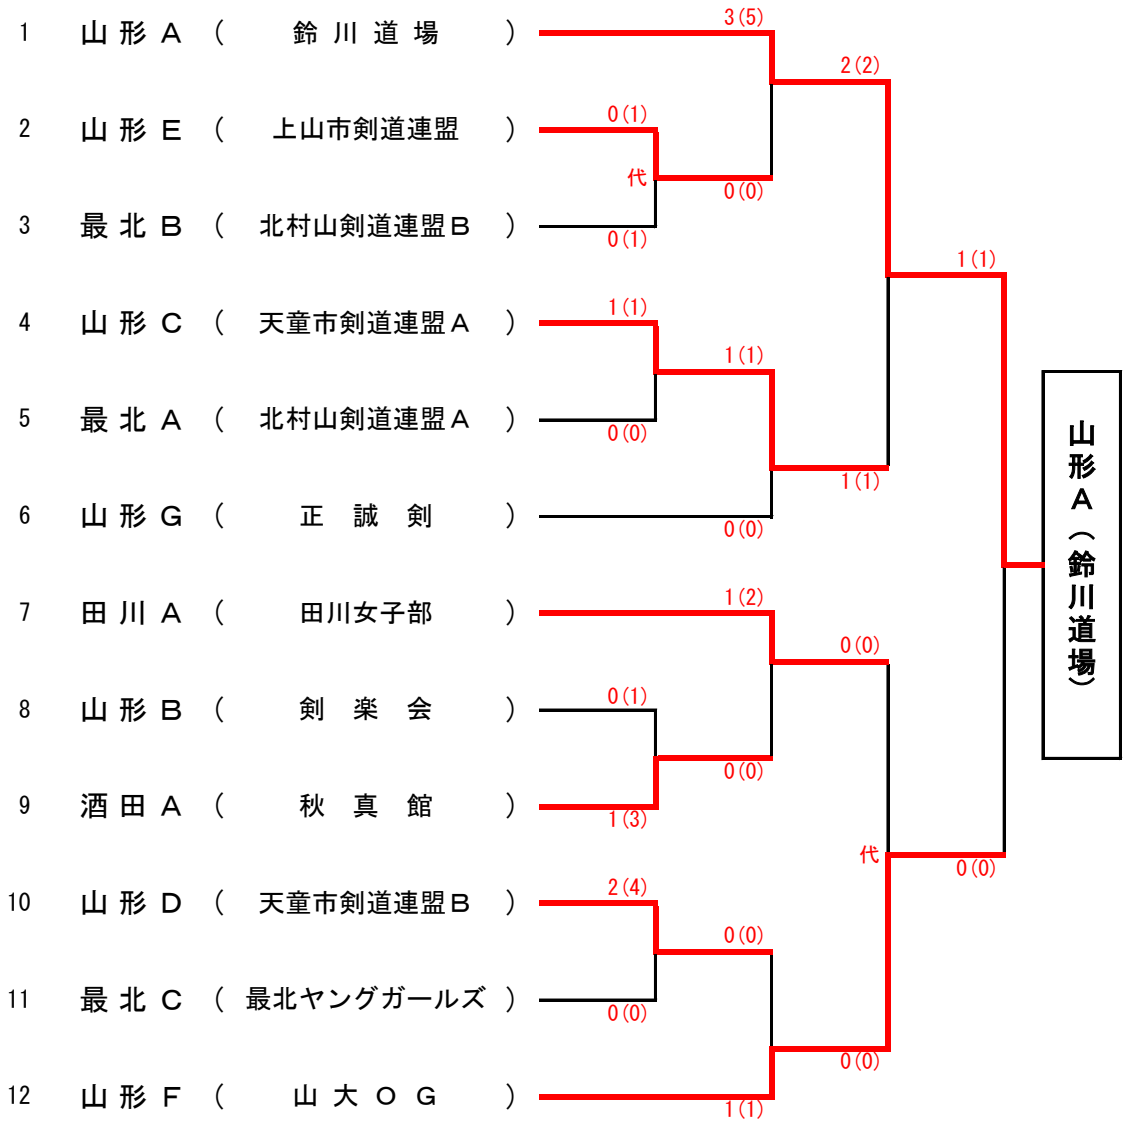 1 山形A ( 鈴川道場 ) 3(5)
2(2)
2 山形E ( 上山市剣道連盟 ) 0(1)
代 0(0)
3 最北B ( 北村山剣道連盟B ) 0(1)
1(1)
4 山形C ( 天童市剣道連盟A ) 1(1)
1(1)
5 最北A ( 北村山剣道連盟A ) 0(0)
1(1)
6 山形G ( 正誠剣 ) 0(0)
山形A(鈴川道場)
7 田川A ( 田川女子部 ) 1(2)
0(0)
8 山形B ( 剣楽会 ) 0(1)
0(0)
9 酒田A ( 秋真館 ) 1(3)
代 0(0)
10 山形D ( 天童市剣道連盟B ) 2(4)
0(0)
11 最北C ( 最北ヤングガールズ ) 0(0)
0(0)
12 山形F ( 山大OG ) 1(1)